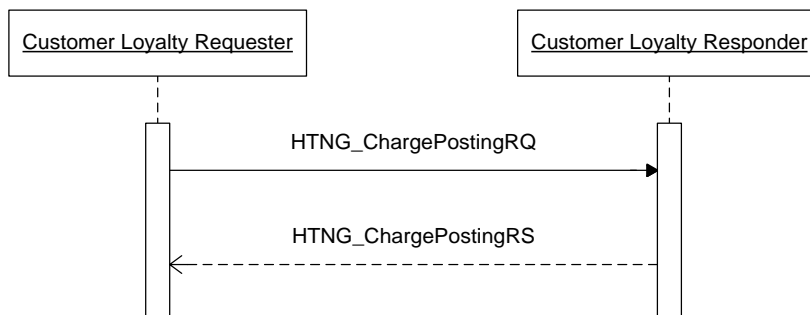 Customer Loyalty Requester
Customer Loyalty Responder
HTNG_ChargePostingRQ
HTNG_ChargePostingRS